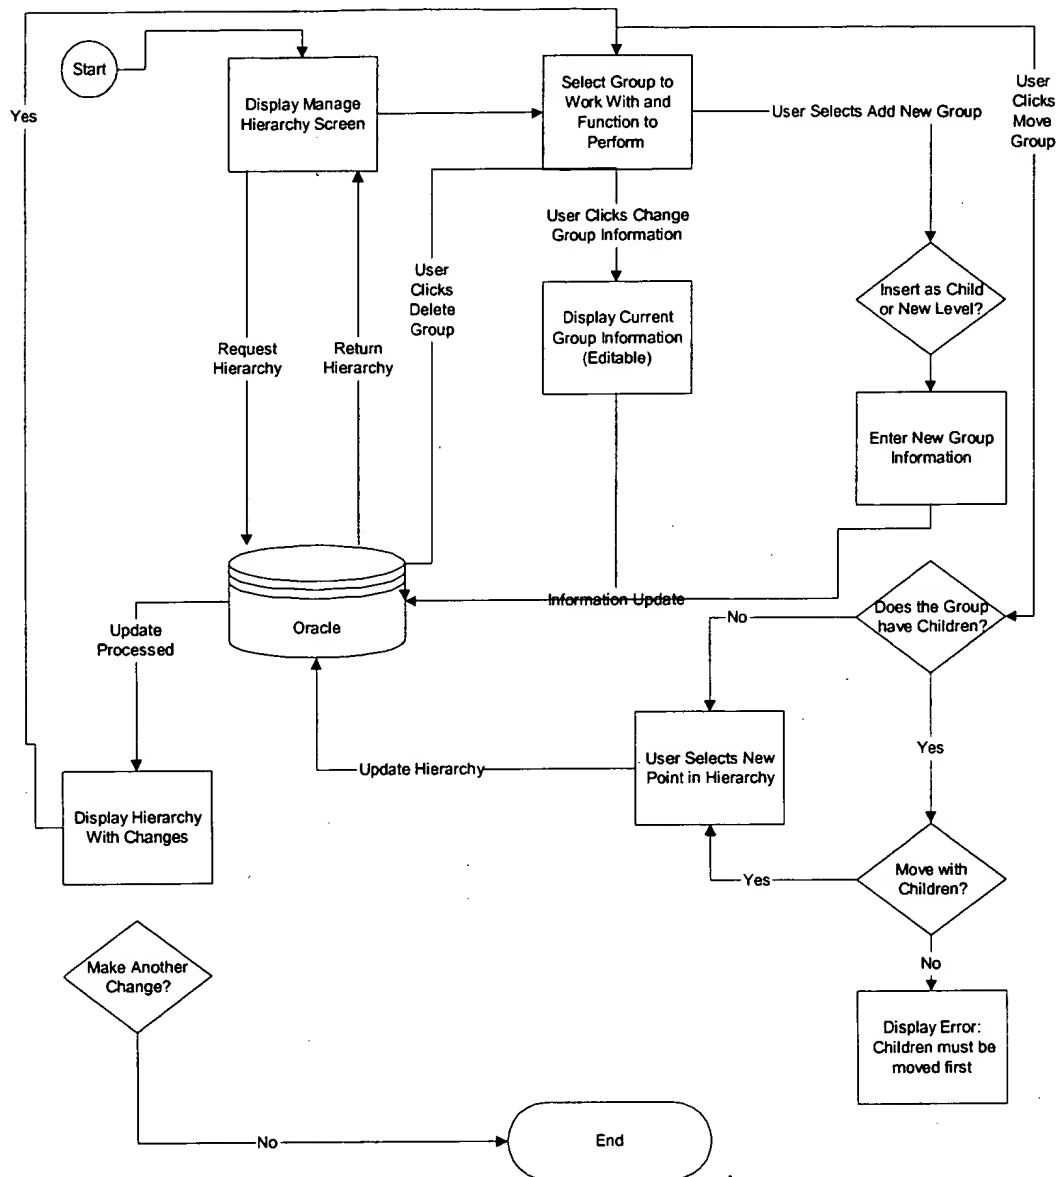 Start
Yes
Display Manage
Hierarchy Screen
Select Group to
Work With and
Function to
Perform
User Selects Add New Group
User
Clicks
Move
Group
User Clicks Change
Group Information
User
Clicks
Delete
Group
Insert as Child
or New Level?
Display Current
Group Information
(Editable)
Request
Hierarchy
Return
Hierarchy
Enter New Group
Information
Information Update
Oracle
Does the Group
have Children?
No
Update
Processed
Yes
User Selects New
Point in Hierarchy
Update Hierarchy
Display Hierarchy
With Changes
Move with
Children?
Yes
No
Make Another
Change?
Display Error:
Children must be
moved first
No
End